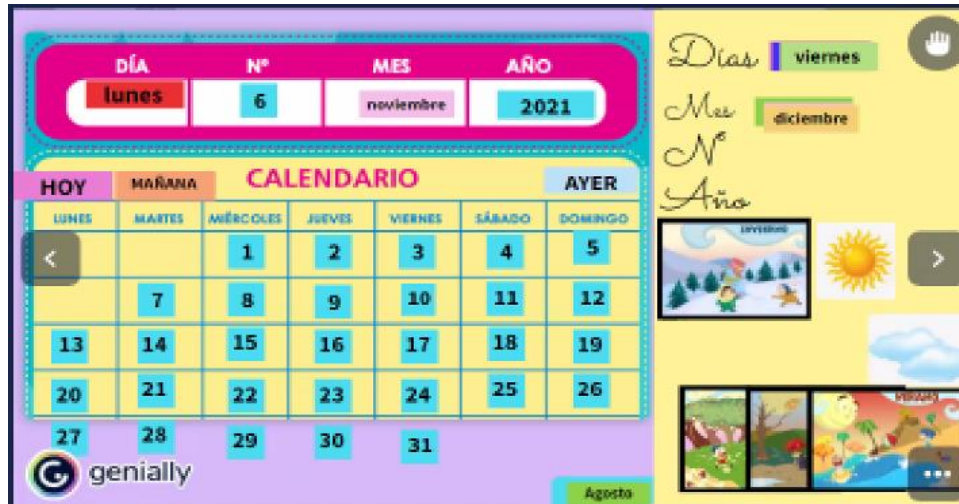 DÍA Nº MES AÑO
lunes 6 noviembre 2021
HOY MAÑANA CALENDARIO AYER
LUNES MARTES MIÉRCOLES JUEVES VIERNES SÁBADO DOMINGO
1 2 3 4 5
7 8 9 10 11 12
13 14 15 16 17 18 19
20 21 22 23 24 25 26
27 28 29 30 31
genially
Agosto
Días viernes
Mes diciembre
Nº
Año
INVIERNO
VERANO